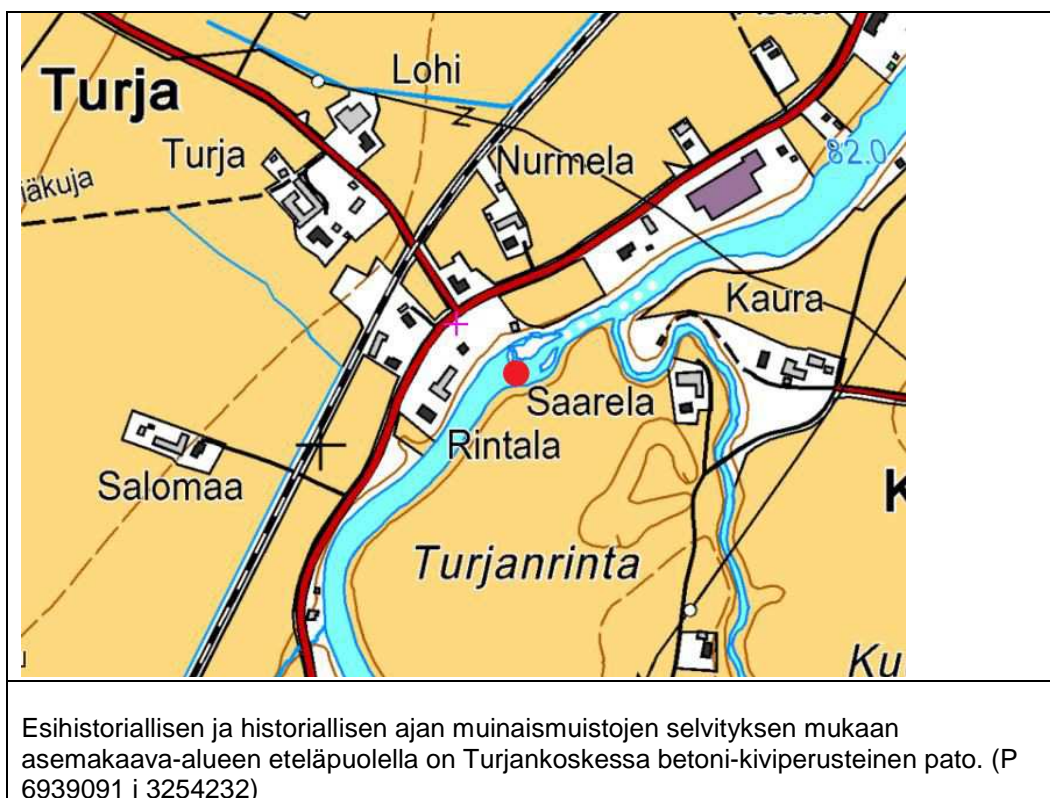 Lohi
Turja
Turja
Nurmela
82.0
iäkuja
Kaura
Saarela
Rintala
Salomaa
K
Turjanrinta
Ku
Esihistoriallisen ja historiallisen ajan muinaismuistojen selvityksen mukaan
asemakaava-alueen eteläpuolella on Turjankoskessa betoni-kiviperusteinen pato. (P
6939091 i 3254232)